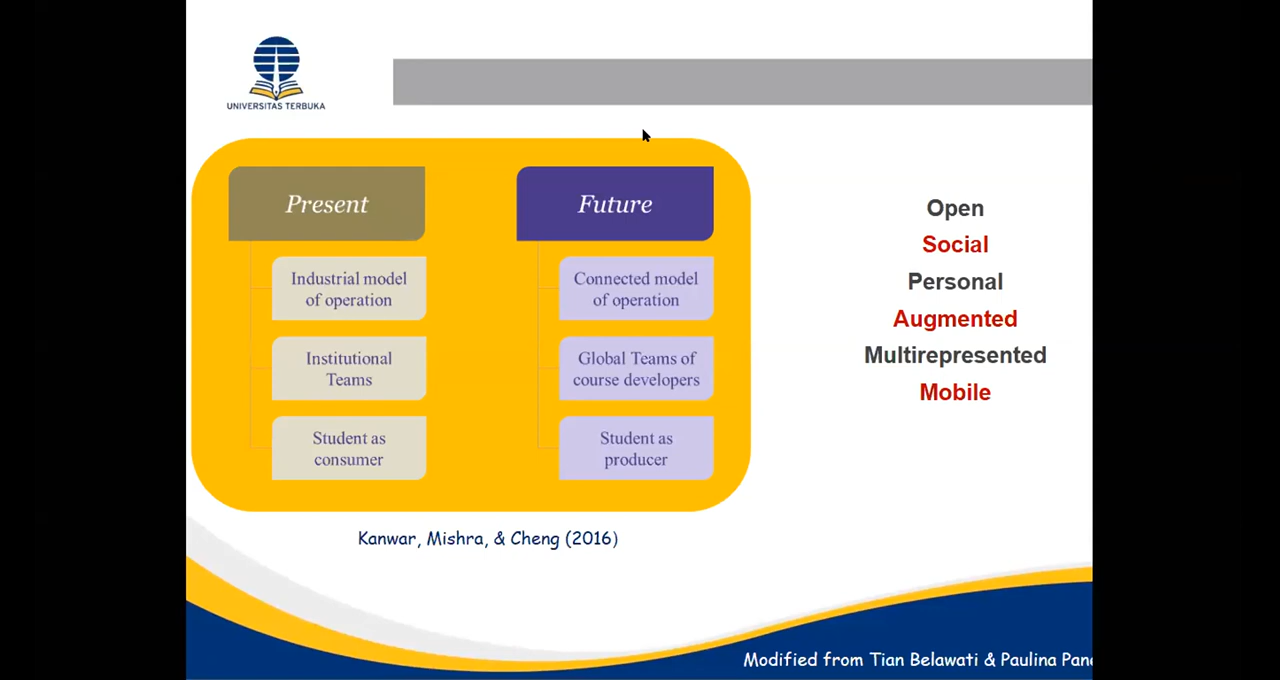 UNIVERSITAS TERBUKA
Present
Industrial model
of operation
Institutional
Teams
Student as
consumer
Future
Connected model
of operation
Global Teams of
course developers
Student as
producer
Open
Social
Personal
Augmented
Multirepresented
Mobile
Kanwar, Mishra, & Cheng (2016)
Modified from Tian Belawati & Paulina